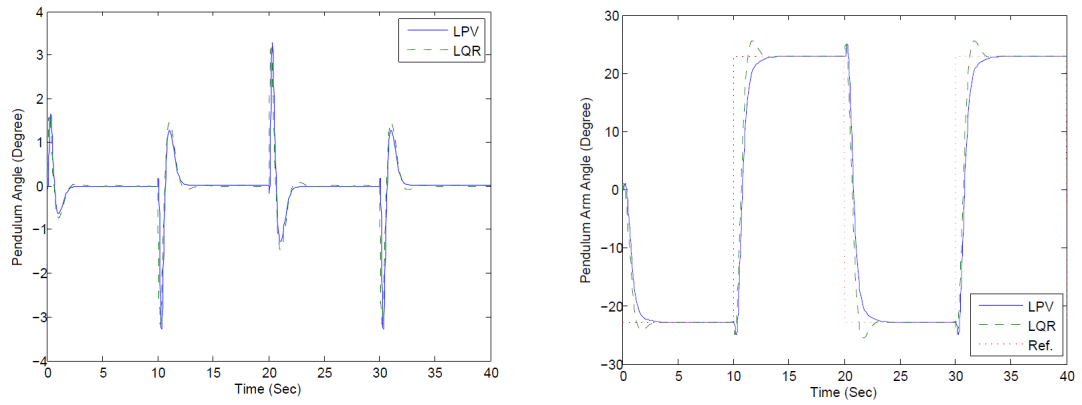 4
3
2
1
0
−1
−2
−3
−4
Pendulum Angle (Degree)
LPV
LQR
0 5 10 15 20 25 30 35 40
Time (Sec)
30
20
10
0
−10
−20
−30
Pendulum Arm Angle (Degree)
LPV
LQR
Ref.
0 5 10 15 20 25 30 35 40
Time (Sec)